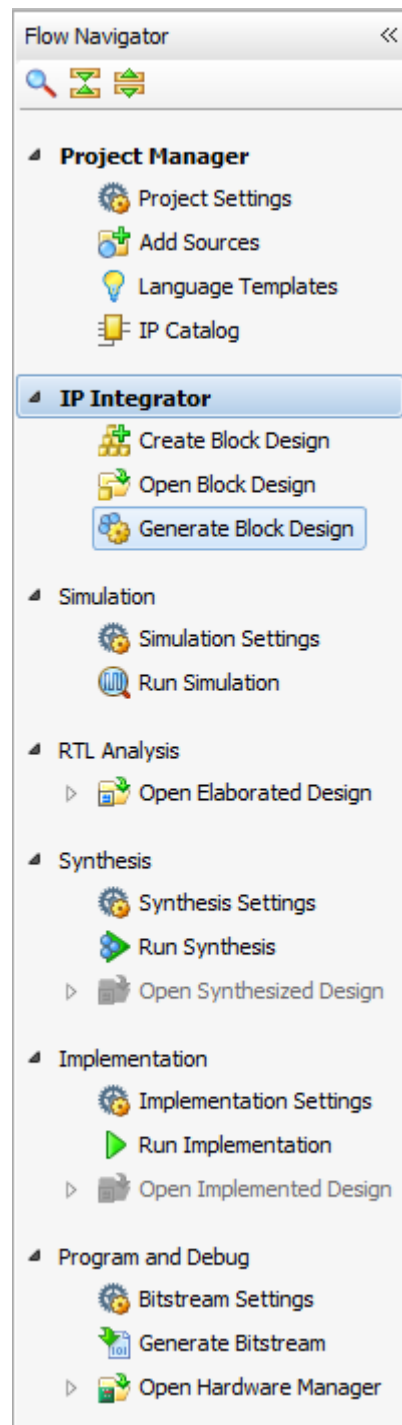 Flow Navigator
Project Manager
Project Settings
Add Sources
Language Templates
IP Catalog
IP Integrator
Create Block Design
Open Block Design
Generate Block Design
Simulation
Simulation Settings
Run Simulation
RTL Analysis
Open Elaborated Design
Synthesis
Synthesis Settings
Run Synthesis
Open Synthesized Design
Implementation
Implementation Settings
Run Implementation
Open Implemented Design
Program and Debug
Bitstream Settings
Generate Bitstream
Open Hardware Manager